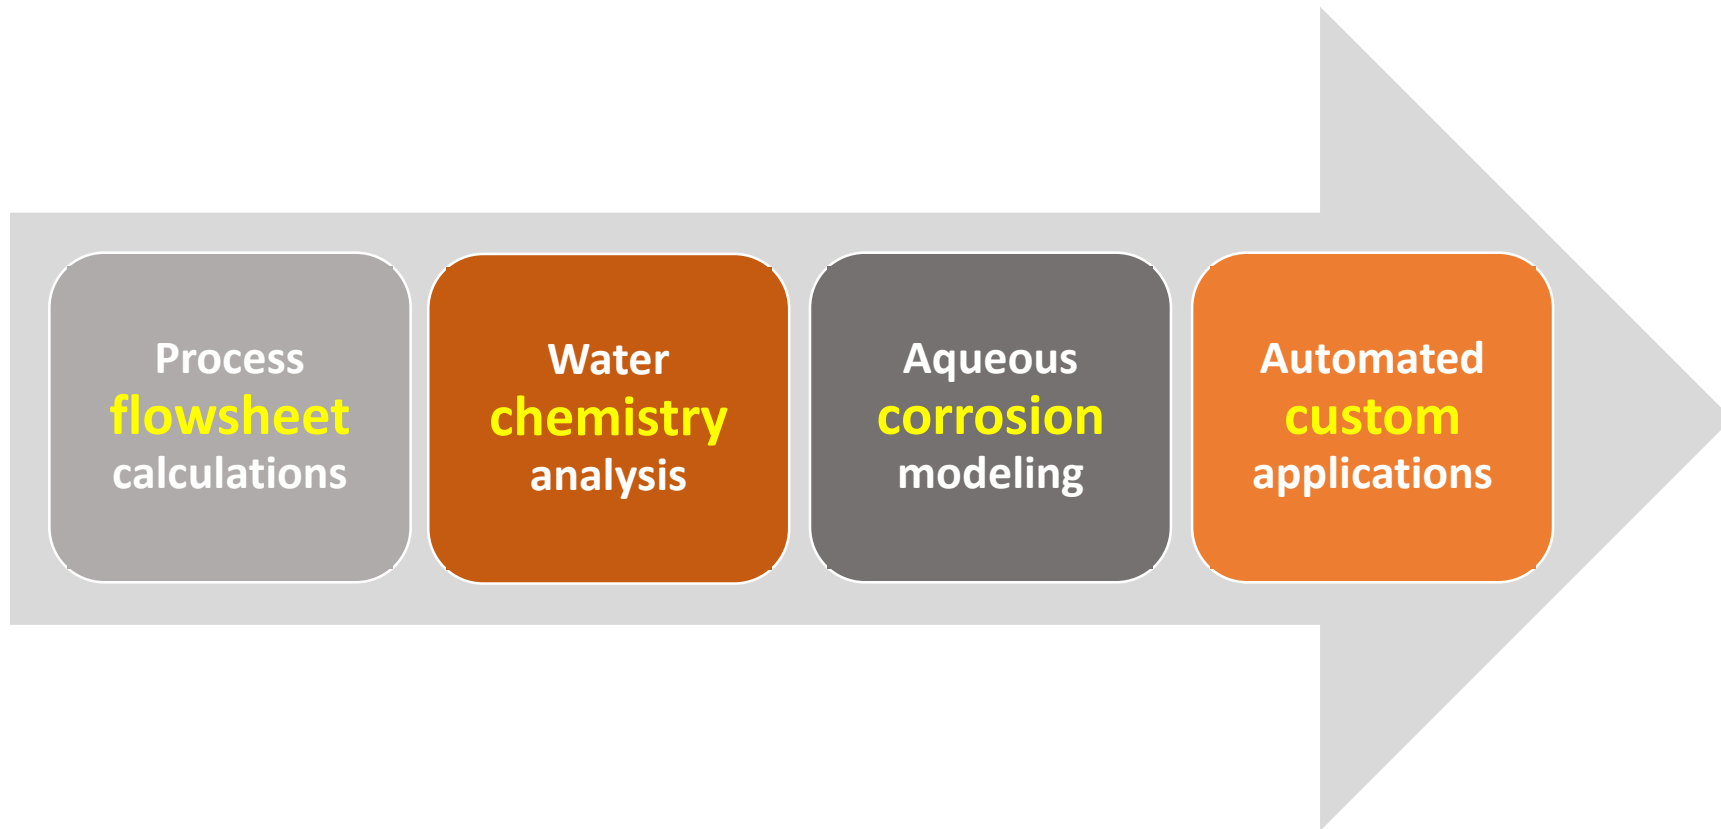 Process
flowsheet
calculations
Water
chemistry
analysis
Aqueous
corrosion
modeling
Automated
custom
applications